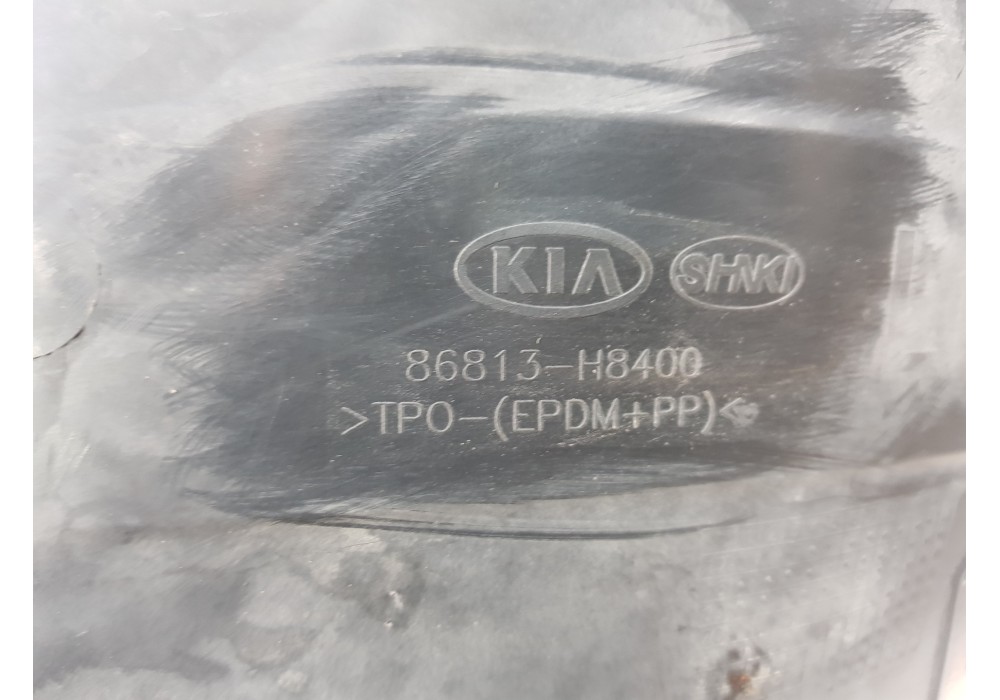 KIA SHNKI
86813-H8400
>TPO-(EPDM+PP)<